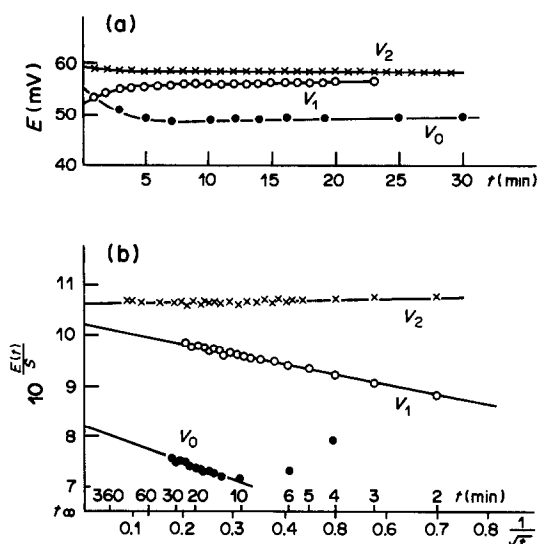 (a)
E (mV)
60
50
40
V2
V1
V0
5 10 15 20 25 30 t (min)
(b)
10^E(t)/S
11
10
9
8
7
V2
V1
V0
t∞ 360 60 30 20 10 6 5 4 3 2 t (min)
0.1 0.2 0.3 0.4 0.5 0.6 0.7 0.8 1/√t